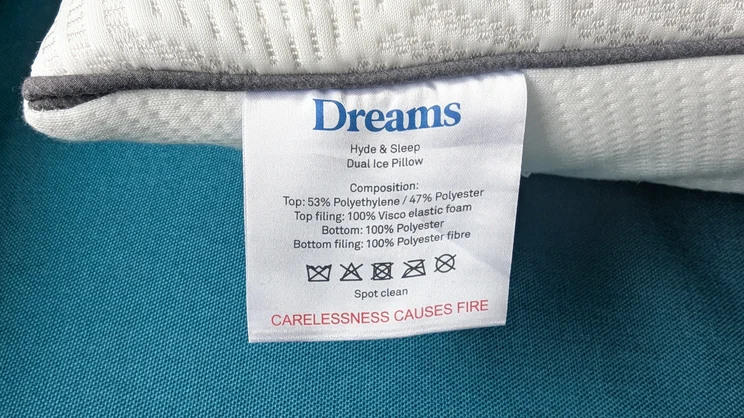 Dreams
Hyde & Sleep
Dual Ice Pillow
Composition:
Top: 53% Polyethylene / 47% Polyester
Top filing: 100% Visco elastic foam
Bottom: 100% Polyester
Bottom filing: 100% Polyester fibre
Spot clean
CARELESSNESS CAUSES FIRE